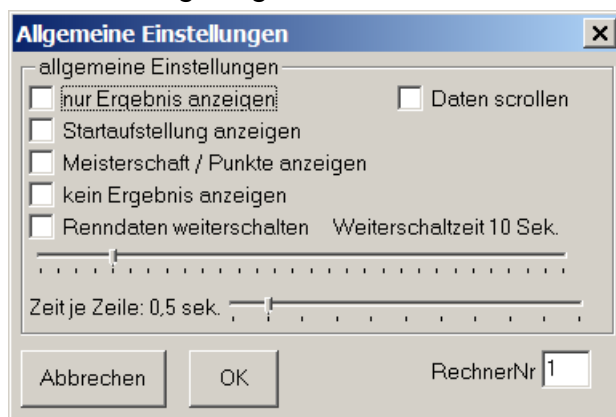 Allgemeine Einstellungen
allgemeine Einstellungen
nur Ergebnis anzeigen Daten scrollen
Startaufstellung anzeigen
Meisterschaft / Punkte anzeigen
kein Ergebnis anzeigen
Renndaten weiterschalten Weiterschaltzeit 10 Sek.
Zeit je Zeile: 0,5 sek.
Abbrechen OK RechnerNr 1